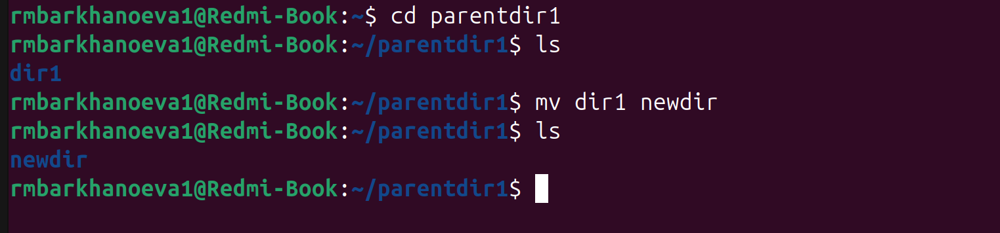 rmbarkhanoeva1@Redmi-Book:~$ cd parentdir1
rmbarkhanoeva1@Redmi-Book:~/parentdir1$ ls
dir1
rmbarkhanoeva1@Redmi-Book:~/parentdir1$ mv dir1 newdir
rmbarkhanoeva1@Redmi-Book:~/parentdir1$ ls
newdir
rmbarkhanoeva1@Redmi-Book:~/parentdir1$